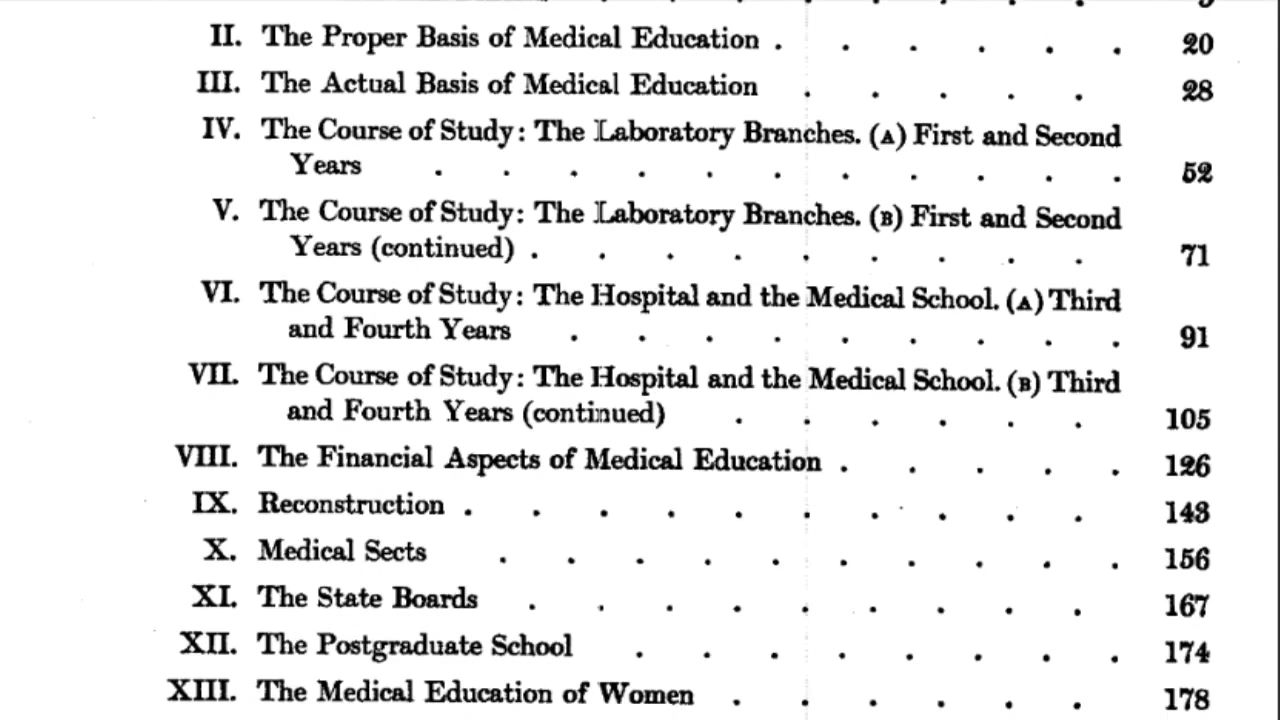 II. The Proper Basis of Medical Education . . . . . . 20
III. The Actual Basis of Medical Education . . . . . 28
IV. The Course of Study: The Laboratory Branches. (A) First and Second
Years . . . . . . . . . . . 52
V. The Course of Study: The Laboratory Branches. (B) First and Second
Years (continued) . . . . . . . . . 71
VI. The Course of Study: The Hospital and the Medical School. (A) Third
and Fourth Years . . . . . . . . . 91
VII. The Course of Study: The Hospital and the Medical School. (B) Third
and Fourth Years (continued) . . . . . . 105
VIII. The Financial Aspects of Medical Education . . . . . 126
IX. Reconstruction . . . . . . . . . . 143
X. Medical Sects . . . . . . . . . . 156
XI. The State Boards . . . . . . . . . 167
XII. The Postgraduate School . . . . . . . . 174
XIII. The Medical Education of Women . . . . . . 178